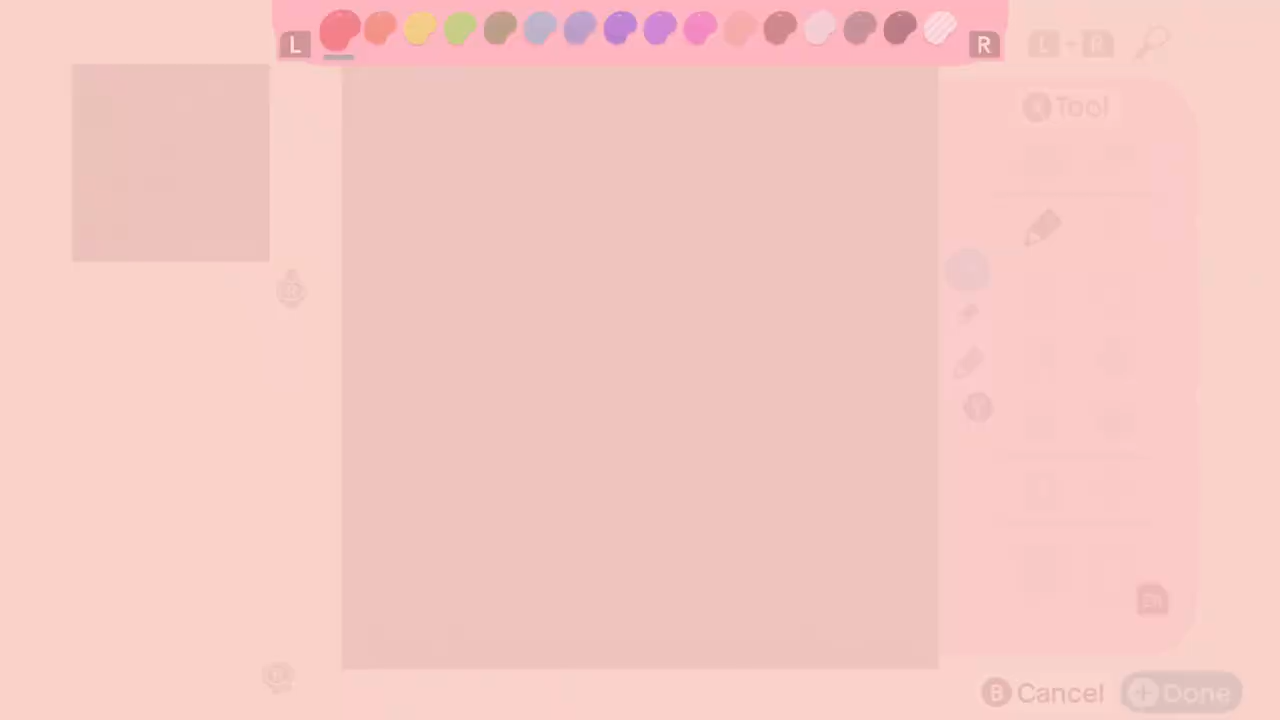 L
R
L - R
Tool
B Cancel
+ Done